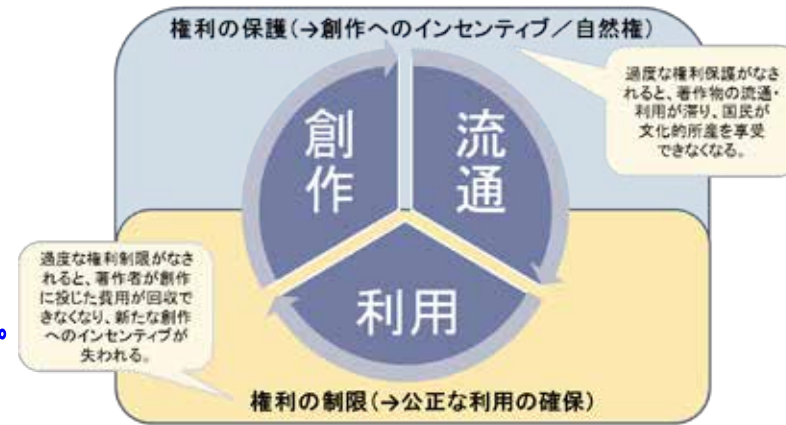 権利の保護(→創作へのインセンティブ／自然権)
過度な権利保護がなさ
れると、著作物の流通・
利用が滞り、国民が
文化的所産を享受
できなくなる。
創作
流通
利用
過度な権利制限がなさ
れると、著作者が創作
に投じた費用が回収で
きなくなり、新たな創作
へのインセンティブが
失われる。
。
権利の制限(→公正な利用の確保)